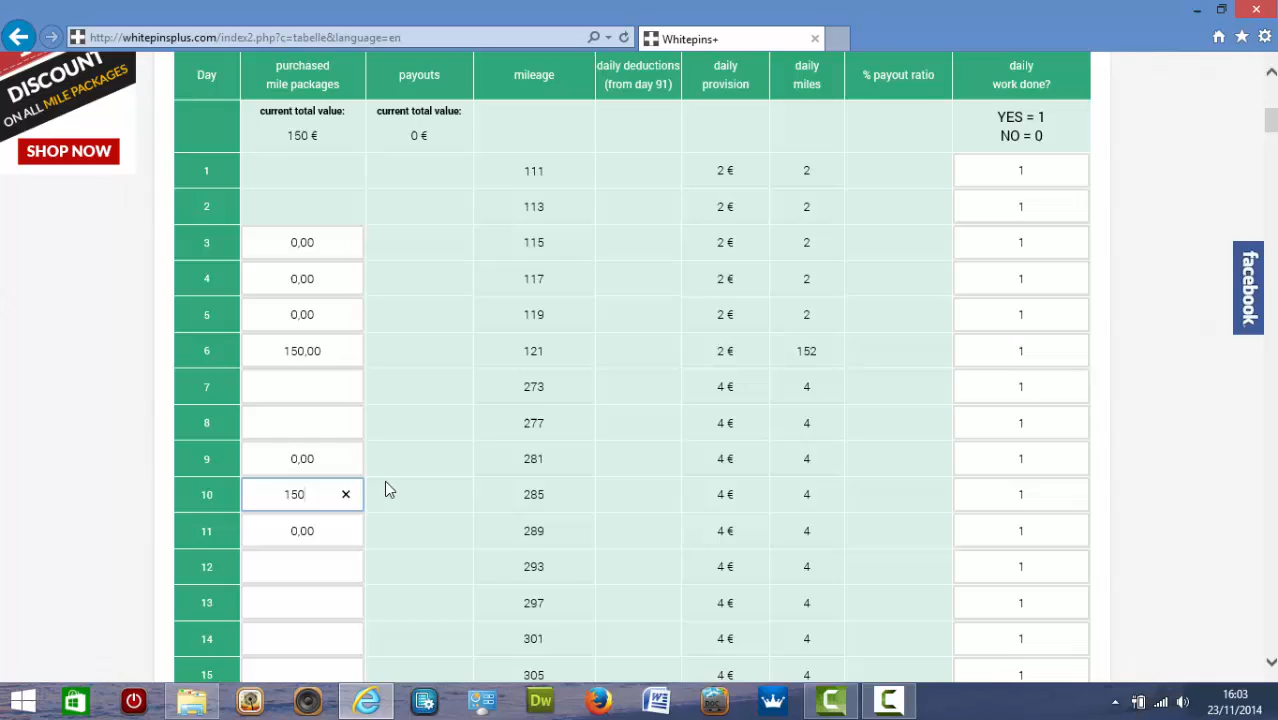 http://whitepinsplus.com/index2.php?c=tabelle&language=en
Whitepins+
DISCOUNT
ON ALL MILE PACKAGES
SHOP NOW
Day purchased mile packages payouts mileage daily deductions (from day 91) daily provision daily miles % payout ratio daily work done?
current total value: 150 € current total value: 0 € YES = 1 NO = 0
1 111 2 € 2 1
2 113 2 € 2 1
3 0,00 115 2 € 2 1
4 0,00 117 2 € 2 1
5 0,00 119 2 € 2 1
6 150,00 121 2 € 152 1
7 273 4 € 4 1
8 277 4 € 4 1
9 0,00 281 4 € 4 1
10 150 285 4 € 4 1
11 0,00 289 4 € 4 1
12 293 4 € 4 1
13 297 4 € 4 1
14 301 4 € 4 1
15 305 4 € 4 1
facebook
Dw
16:03
23/11/2014